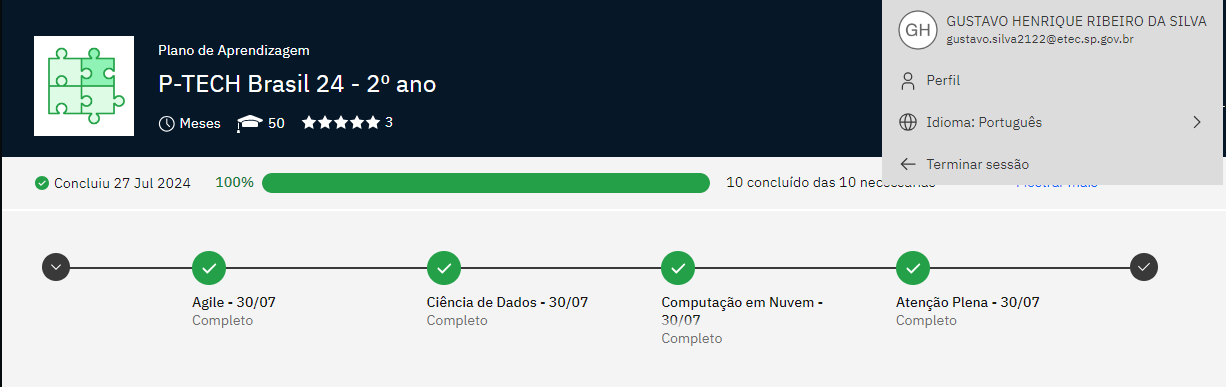 Plano de Aprendizagem
P-TECH Brasil 24 - 2º ano
Meses 50 3
GH
GUSTAVO HENRIQUE RIBEIRO DA SILVA
gustavo.silva2122@etec.sp.gov.br
Perfil
Idioma: Português
Terminar sessão
Concluiu 27 Jul 2024 100% 10 concluído das 10 necessárias Mostrar mais
Agile - 30/07
Completo
Ciência de Dados - 30/07
Completo
Computação em Nuvem -
30/07
Completo
Atenção Plena - 30/07
Completo